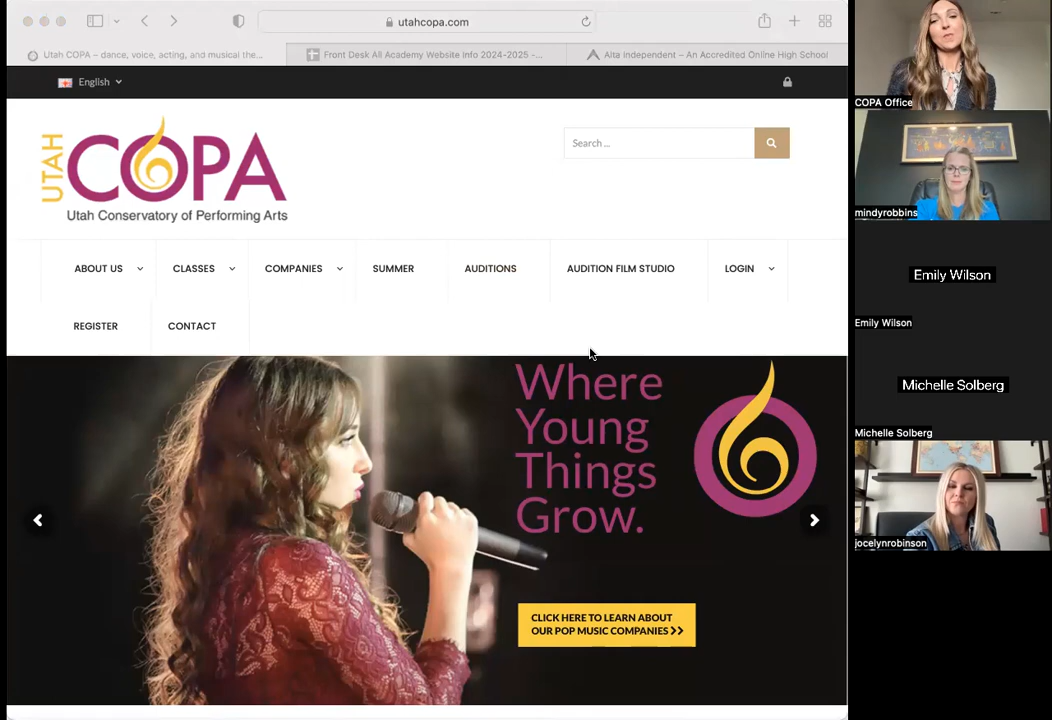 utahcopa.com
Utah COPA – dance, voice, acting, and musical the...
Front Desk All Academy Website Info 2024-2025 -...
Alta Independent – An Accredited Online High School
English
UTAH
COPA
Utah Conservatory of Performing Arts
Search ...
ABOUT US
CLASSES
COMPANIES
SUMMER
AUDITIONS
AUDITION FILM STUDIO
LOGIN
REGISTER
CONTACT
Where
Young
Things
Grow.
CLICK HERE TO LEARN ABOUT
OUR POP MUSIC COMPANIES
COPA Office
mindyrobbins
Emily Wilson
Emily Wilson
Michelle Solberg
Michelle Solberg
jocelynrobinson